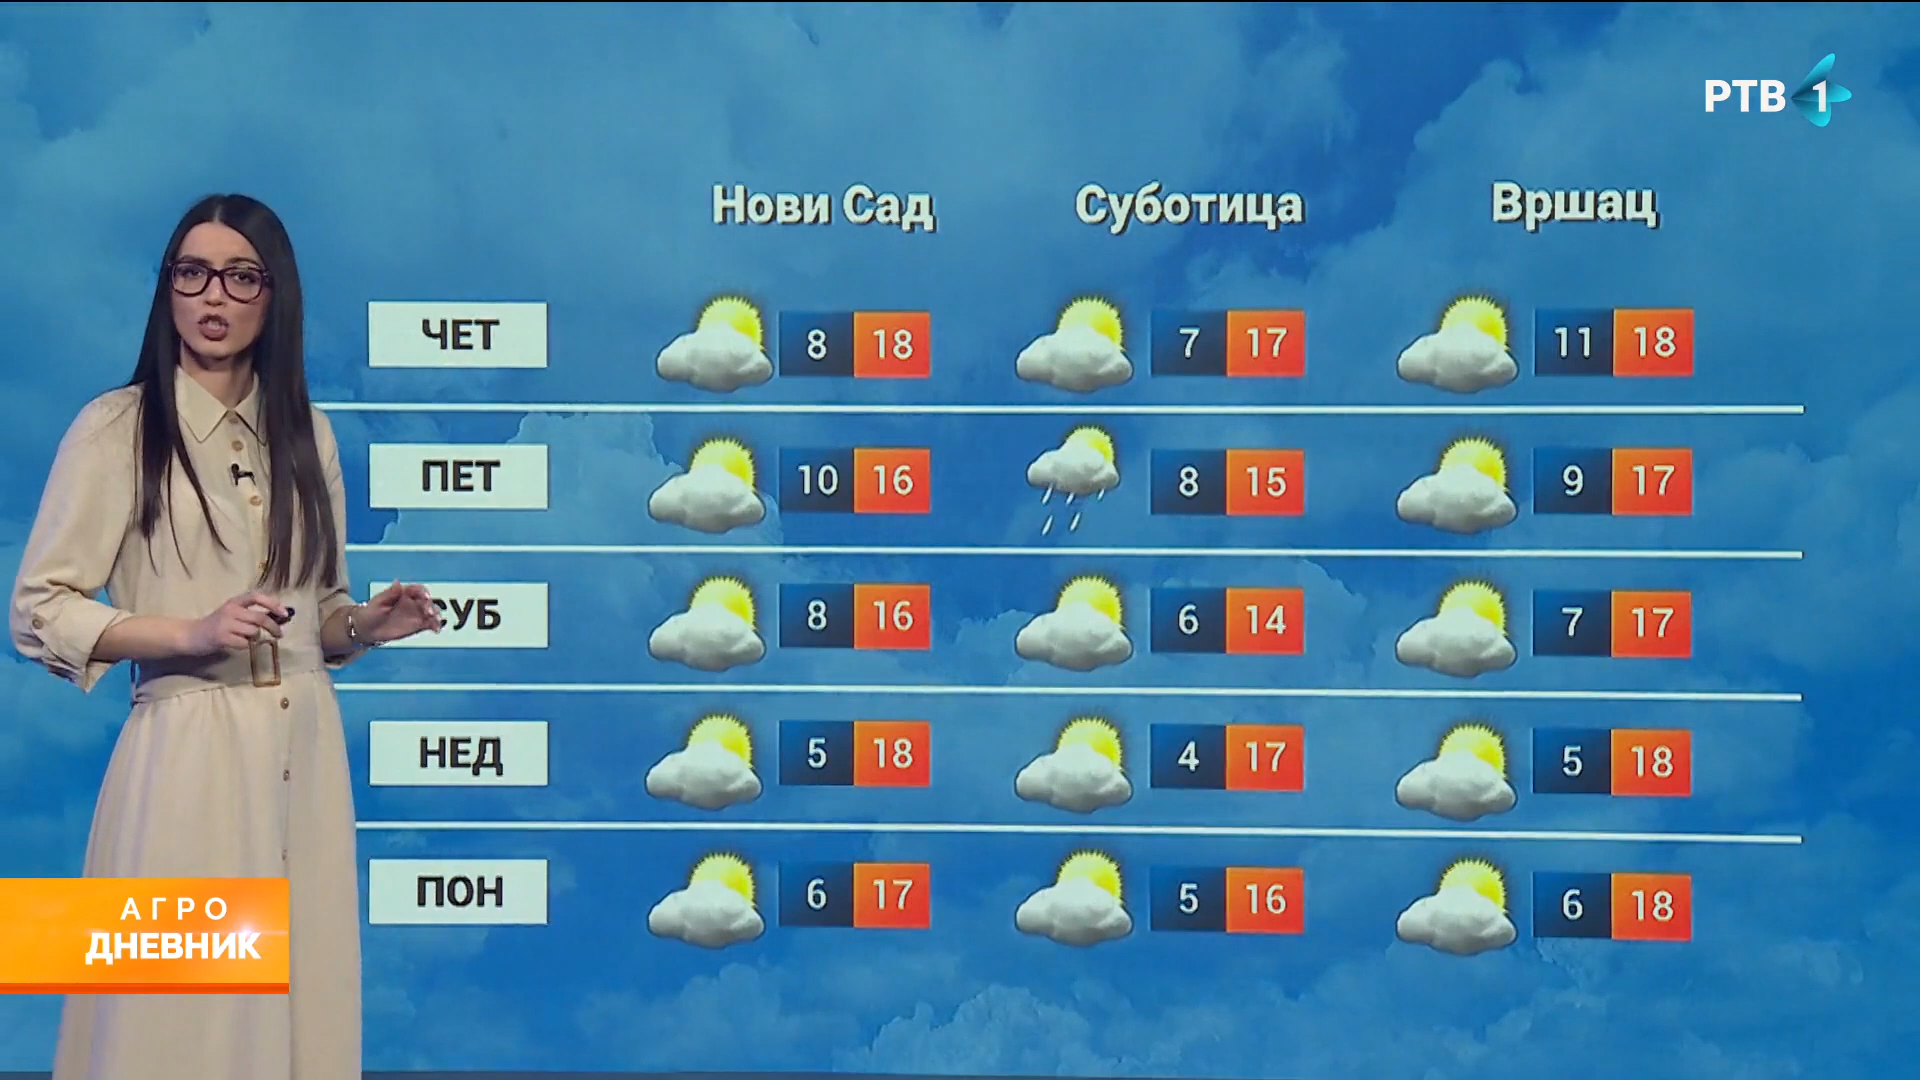 РТВ 1
Нови Сад Суботица Вршац
ЧЕТ 8 18 7 17 11 18
ПЕТ 10 16 8 15 9 17
СУБ 8 16 6 14 7 17
НЕД 5 18 4 17 5 18
ПОН 6 17 5 16 6 18
АГРО
ДНЕВНИК